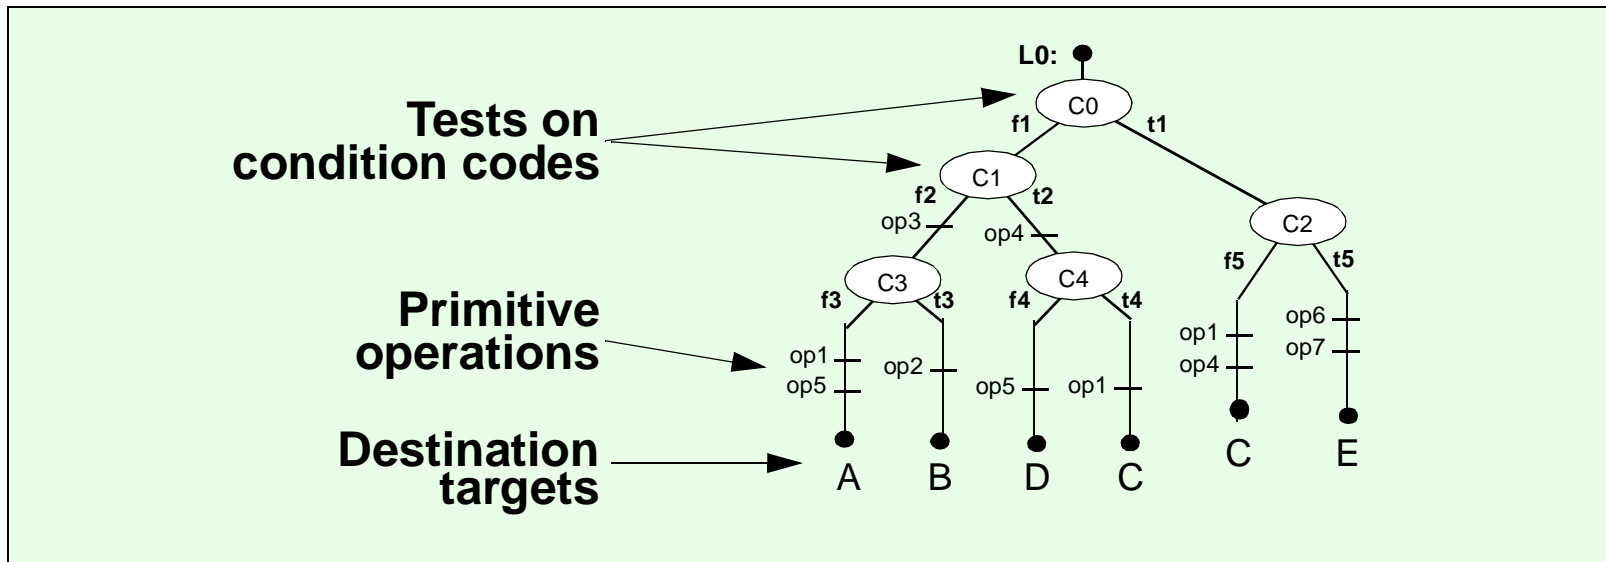 L0:
C0
f1 t1
Tests on
condition codes
C1
f2 t2
C2
op3 op4
f5 t5
C3 C4
f3 t3 f4 t4
Primitive
operations
op1 op6
op4 op7
op1 op2
op5 op5 op1
Destination
targets
A B D C C E